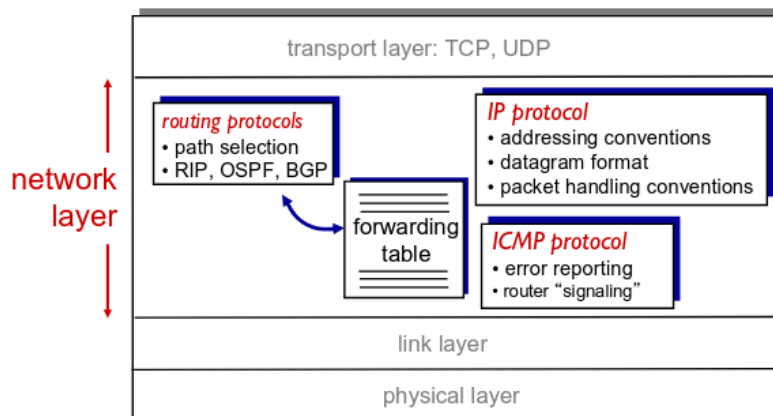 transport layer: TCP, UDP
network
layer
routing protocols
• path selection
• RIP, OSPF, BGP
forwarding
table
IP protocol
• addressing conventions
• datagram format
• packet handling conventions
ICMP protocol
• error reporting
• router “signaling”
link layer
physical layer